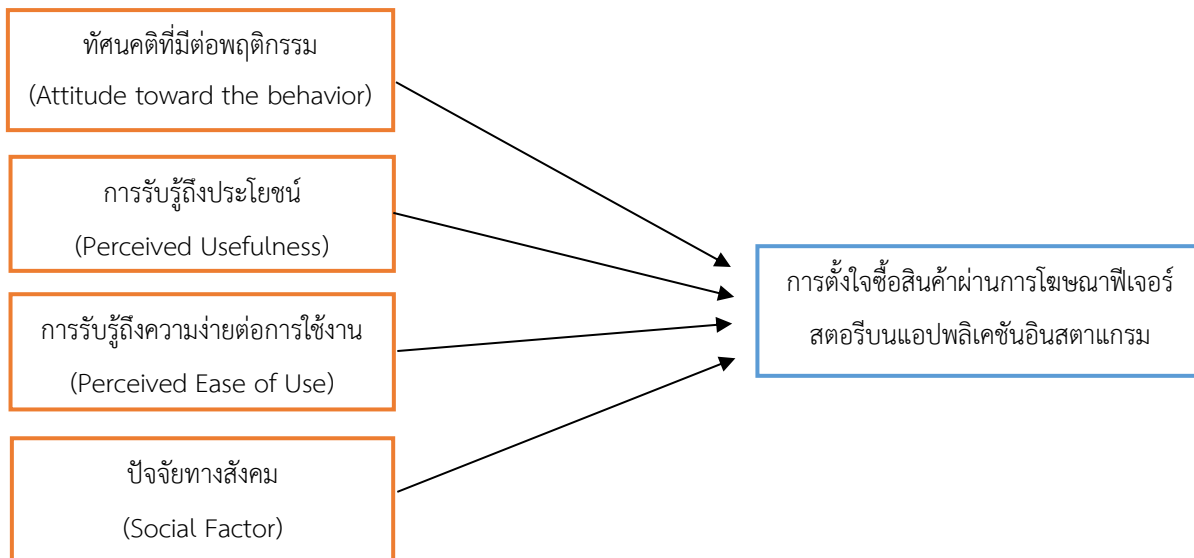 ทัศนคติที่มีต่อพฤติกรรม
(Attitude toward the behavior)
การรับรู้ถึงประโยชน์
(Perceived Usefulness)
การรับรู้ถึงความง่ายต่อการใช้งาน
(Perceived Ease of Use)
ปัจจัยทางสังคม
(Social Factor)
การตั้งใจซื้อสินค้าผ่านการโฆษณาฟีเจอร์
สตอรีบนแอปพลิเคชันอินสตาแกรม